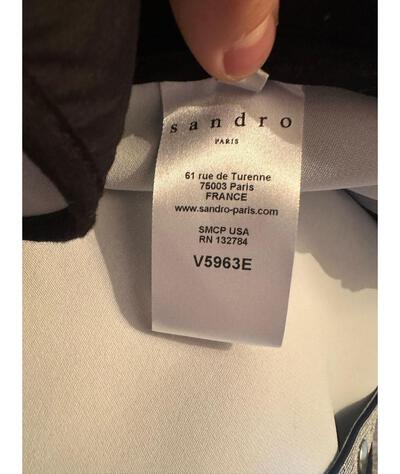 sandro
PARIS
61 rue de Turenne
75003 Paris
FRANCE
www.sandro-paris.com
SMCP USA
RN 132784
V5963E